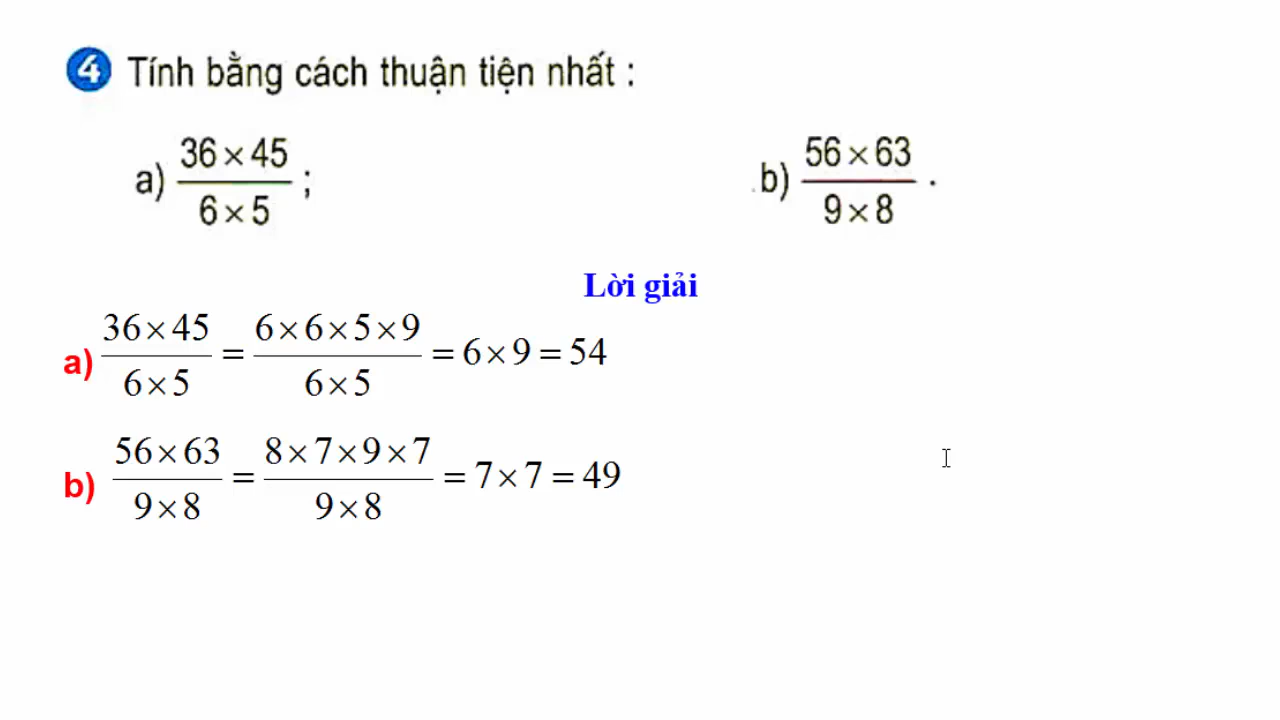 4 Tính bằng cách thuận tiện nhất :
a) 36 × 45 / 6 × 5 ; b) 56 × 63 / 9 × 8 .
Lời giải
a) 36 × 45 / 6 × 5 = 6 × 6 × 5 × 9 / 6 × 5 = 6 × 9 = 54
b) 56 × 63 / 9 × 8 = 8 × 7 × 9 × 7 / 9 × 8 = 7 × 7 = 49